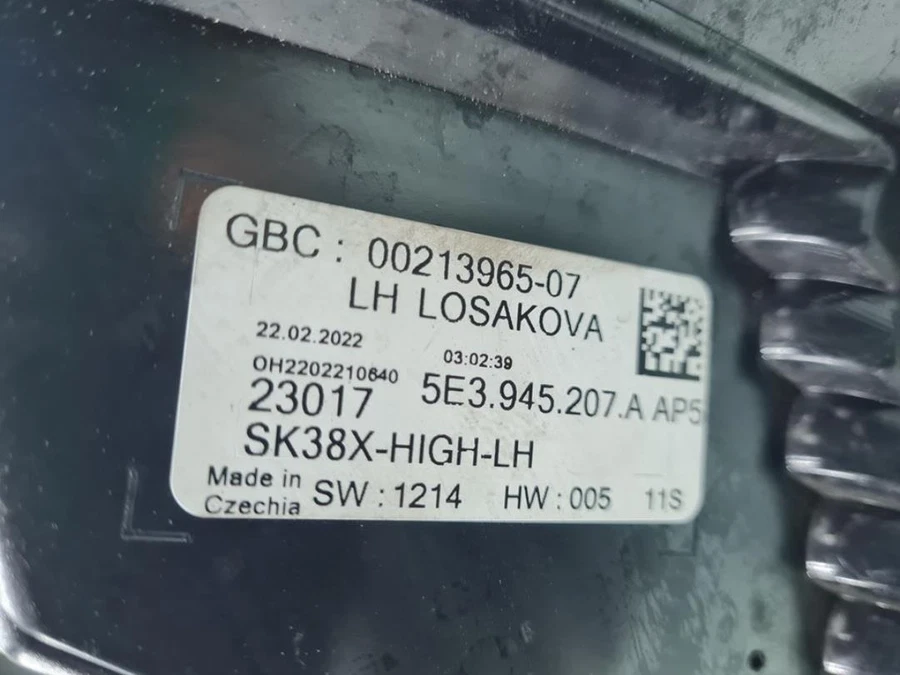 GBC : 00213965-07
LH LOSAKOVA
22.02.2022 03:02:39
OH2202210640
23017 5E3.945.207.A AP5
SK38X-HIGH-LH
Made in
Czechia SW : 1214 HW : 005 11S